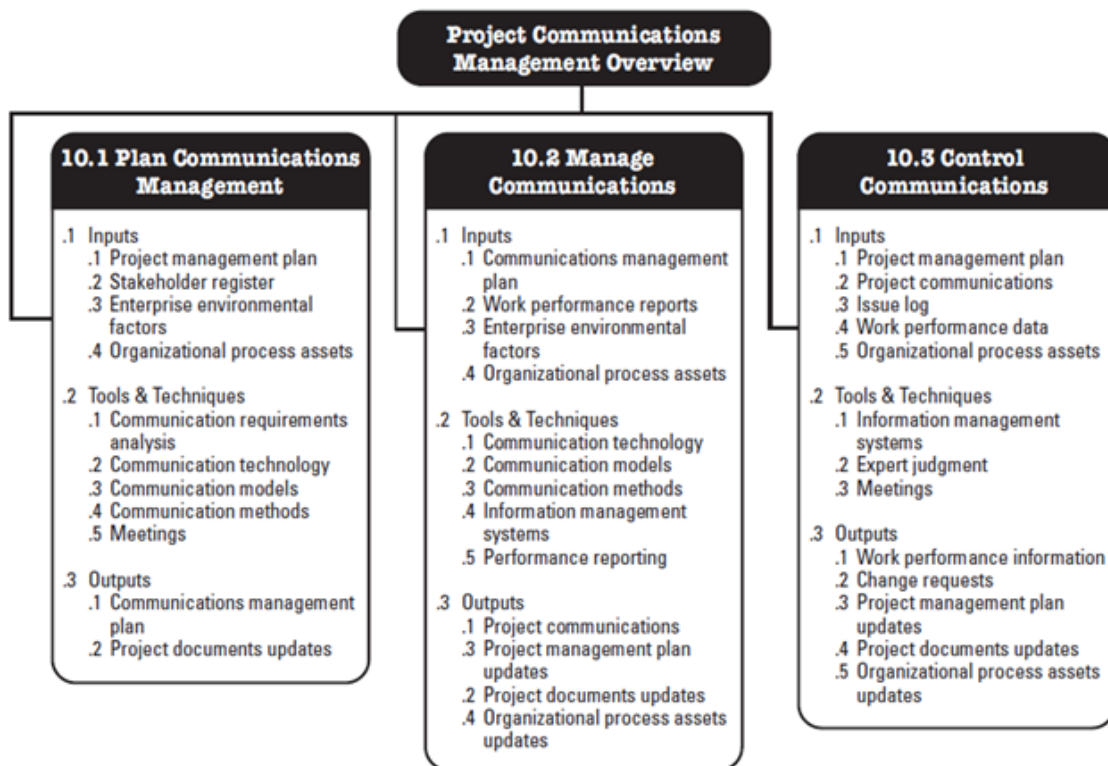 Project Communications
Management Overview
10.1 Plan Communications
Management
.1 Inputs
.1 Project management plan
.2 Stakeholder register
.3 Enterprise environmental
factors
.4 Organizational process assets
.2 Tools & Techniques
.1 Communication requirements
analysis
.2 Communication technology
.3 Communication models
.4 Communication methods
.5 Meetings
.3 Outputs
.1 Communications management
plan
.2 Project documents updates
10.2 Manage
Communications
.1 Inputs
.1 Communications management
plan
.2 Work performance reports
.3 Enterprise environmental
factors
.4 Organizational process assets
.2 Tools & Techniques
.1 Communication technology
.2 Communication models
.3 Communication methods
.4 Information management
systems
.5 Performance reporting
.3 Outputs
.1 Project communications
.3 Project management plan
updates
.2 Project documents updates
.4 Organizational process assets
updates
10.3 Control
Communications
.1 Inputs
.1 Project management plan
.2 Project communications
.3 Issue log
.4 Work performance data
.5 Organizational process assets
.2 Tools & Techniques
.1 Information management
systems
.2 Expert judgment
.3 Meetings
.3 Outputs
.1 Work performance information
.2 Change requests
.3 Project management plan
updates
.4 Project documents updates
.5 Organizational process assets
updates